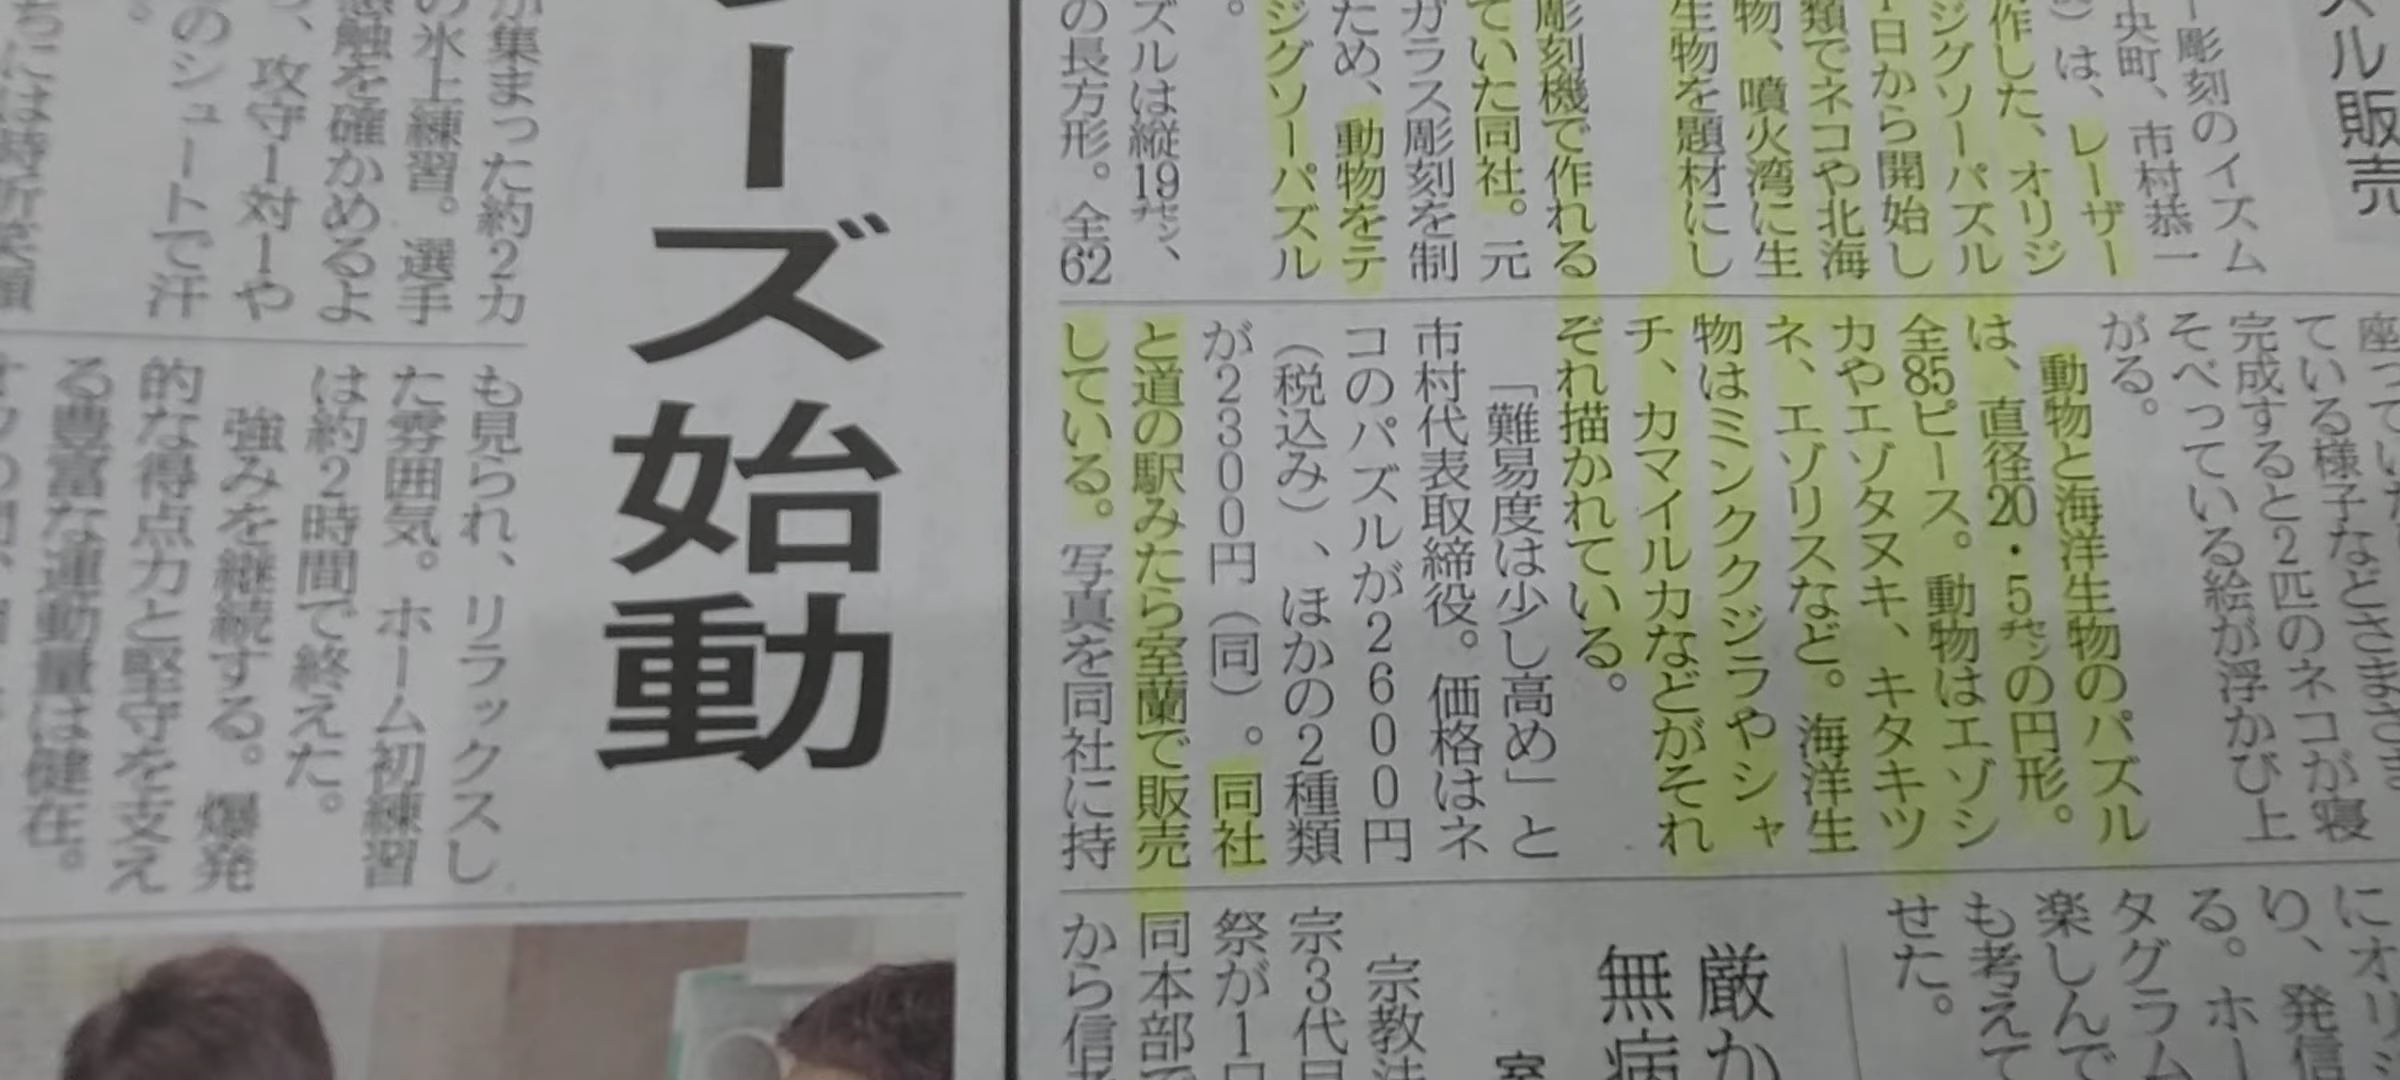 スル販売
ー彫刻のイズム
央町、市村恭一
）は、レーザー
作した、オリジ
ジグソーパズル
1日から開始し
類でネコや北海
物、噴火湾に生
生物を題材にし
彫刻機で作れる
ていた同社。元
ガラス彫刻を制
ため、動物をテ
ジグソーパズル
。
ズルは縦19㌢、
の長方形。全62
座ってい
ている様子などさまざま
完成すると2匹のネコが寝
そべっている絵が浮かび上
がる。
動物と海洋生物のパズル
は、直径20・5㌢の円形。
全85ピース。動物はエゾシ
カやエゾタヌキ、キタキツ
ネ、エゾリスなど。海洋生
物はミンククジラやシャ
チ、カマイルカなどがそれ
ぞれ描かれている。
「難易度は少し高め」と
市村代表取締役。価格はネ
コのパズルが2600円
（税込み）、ほかの2種類
が2300円（同）。同社
と道の駅みたら室蘭で販売
している。写真を同社に持
にオリジ
り、発信
る。ホー
タグラム
楽しんで
も考えて
せた。
厳か
無病
室
宗教法
宗3代目
祭が1日
同本部で
から信者
ーズ始動
が集まった約2カ
の氷上練習。選手
感触を確かめるよ
、攻守1対1や
のシュートで汗
。
ちには時折笑顔
も見られ、リラックスし
た雰囲気。ホーム初練習
は約2時間で終えた。
強みを継続する。爆発
的な得点力と堅守を支え
る豊富な運動量は健在。